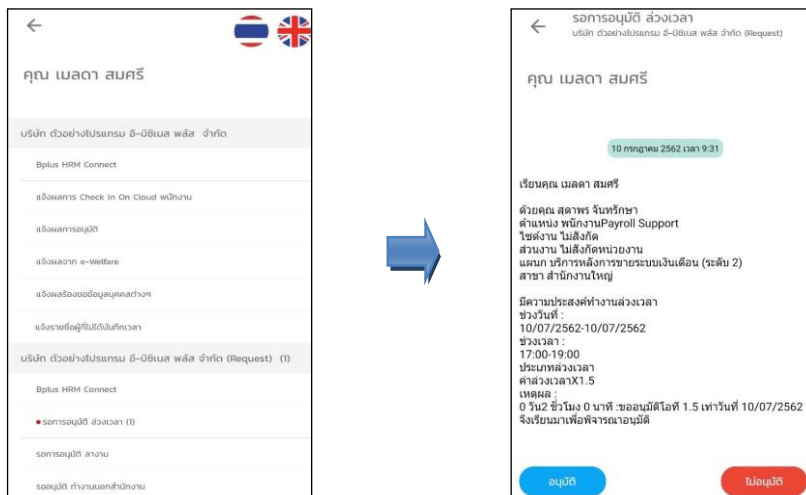 คุณ เมลดา สมศรี
บริษัท ตัวอย่างโปรแกรม อี-บิซิเนส พลัส จำกัด
Bplus HRM Connect
แจ้งผลการ Check In On Cloud พนักงาน
แจ้งผลการอนุมัติ
แจ้งผลจาก e-Welfare
แจ้งผลร้องขอข้อมูลบุคคลต่างๆ
แจ้งรายชื่อผู้ที่ไม่ได้บันทึกเวลา
บริษัท ตัวอย่างโปรแกรม อี-บิซิเนส พลัส จำกัด (Request) (1)
Bplus HRM Connect
รอการอนุมัติ ล่วงเวลา (1)
รอการอนุมัติ ลางาน
รออนุมัติ ทำงานนอกสำนักงาน
รอการอนุมัติ ล่วงเวลา
บริษัท ตัวอย่างโปรแกรม อี-บิซิเนส พลัส จำกัด (Request)
คุณ เมลดา สมศรี
10 กรกฎาคม 2562 เวลา 9:31
เรียนคุณ เมลดา สมศรี
ด้วยคุณ สุดาพร จันทรักษา
ตำแหน่ง พนักงานPayroll Support
ไซต์งาน ไม่สังกัด
ส่วนงาน ไม่สังกัดหน่วยงาน
แผนก บริการหลังการขายระบบเงินเดือน (ระดับ 2)
สาขา สำนักงานใหญ่
มีความประสงค์ทำงานล่วงเวลา
ช่วงวันที่ :
10/07/2562-10/07/2562
ช่วงเวลา :
17:00-19:00
ประเภทล่วงเวลา
ค่าล่วงเวลาX1.5
เหตุผล :
0 วัน2 ชั่วโมง 0 นาที :ขออนุมัติโอที 1.5 เท่าวันที่ 10/07/2562
จึงเรียนมาเพื่อพิจารณาอนุมัติ
อนุมัติ
ไม่อนุมัติ